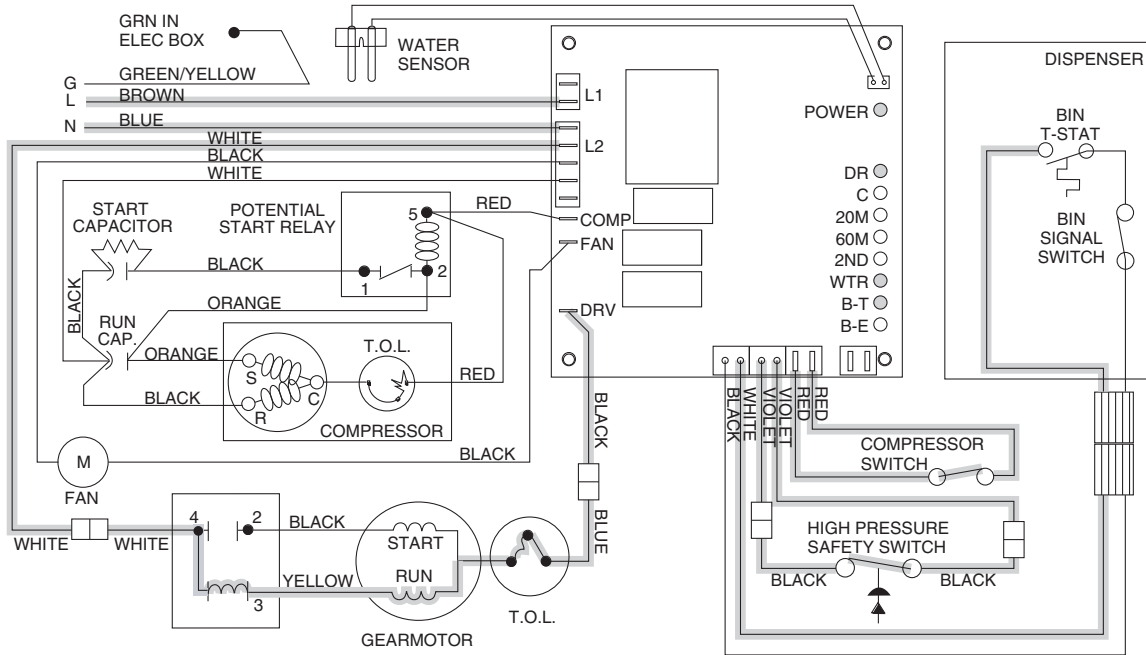 GRN IN
ELEC BOX
WATER
SENSOR
DISPENSER
G
GREEN/YELLOW
L
BROWN
L1
POWER
N
BLUE
WHITE
L2
BLACK
WHITE
BIN
T-STAT
DR
C
20M
60M
2ND
WTR
B-T
B-E
BIN
SIGNAL
SWITCH
START
CAPACITOR
POTENTIAL
START RELAY
5
RED
COMP
FAN
BLACK
1
2
BLACK
ORANGE
DRV
RUN
CAP.
ORANGE
T.O.L.
S
C
R
RED
BLACK
COMPRESSOR
BLACK
WHITE
VIOLET
VIOLET
RED
RED
BLACK
M
FAN
BLACK
COMPRESSOR
SWITCH
4
2
BLACK
START
BLUE
WHITE
WHITE
HIGH PRESSURE
SAFETY SWITCH
YELLOW
RUN
3
BLACK
BLACK
T.O.L.
GEARMOTOR